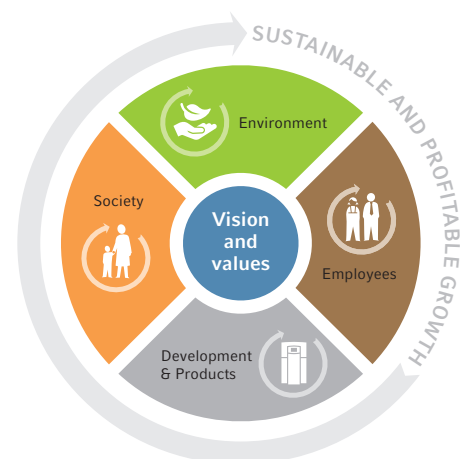 SUSTAINABLE AND PROFITABLE GROWTH
Environment
Society
Vision
and
values
Employees
Development
& Products